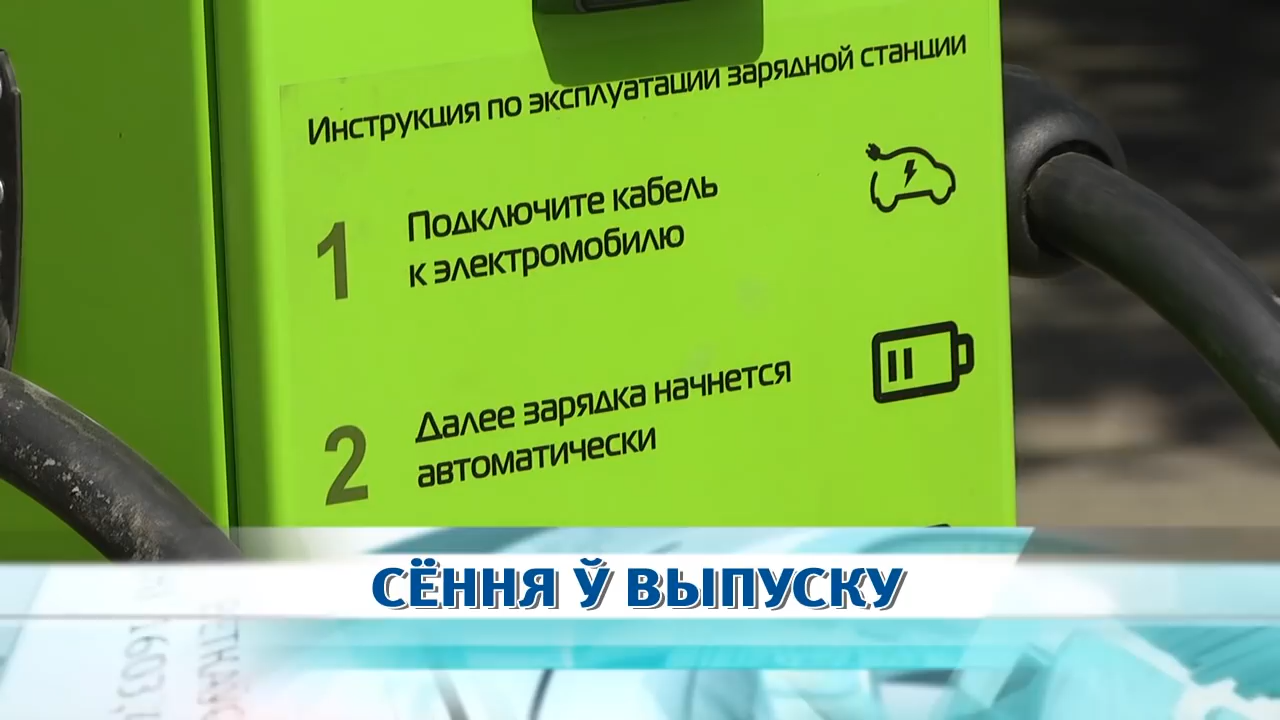 Инструкция по эксплуатации зарядной станции
1
Подключите кабель
к электромобилю
2
Далее зарядка начнется
автоматически
СЁННЯ Ў ВЫПУСКУ